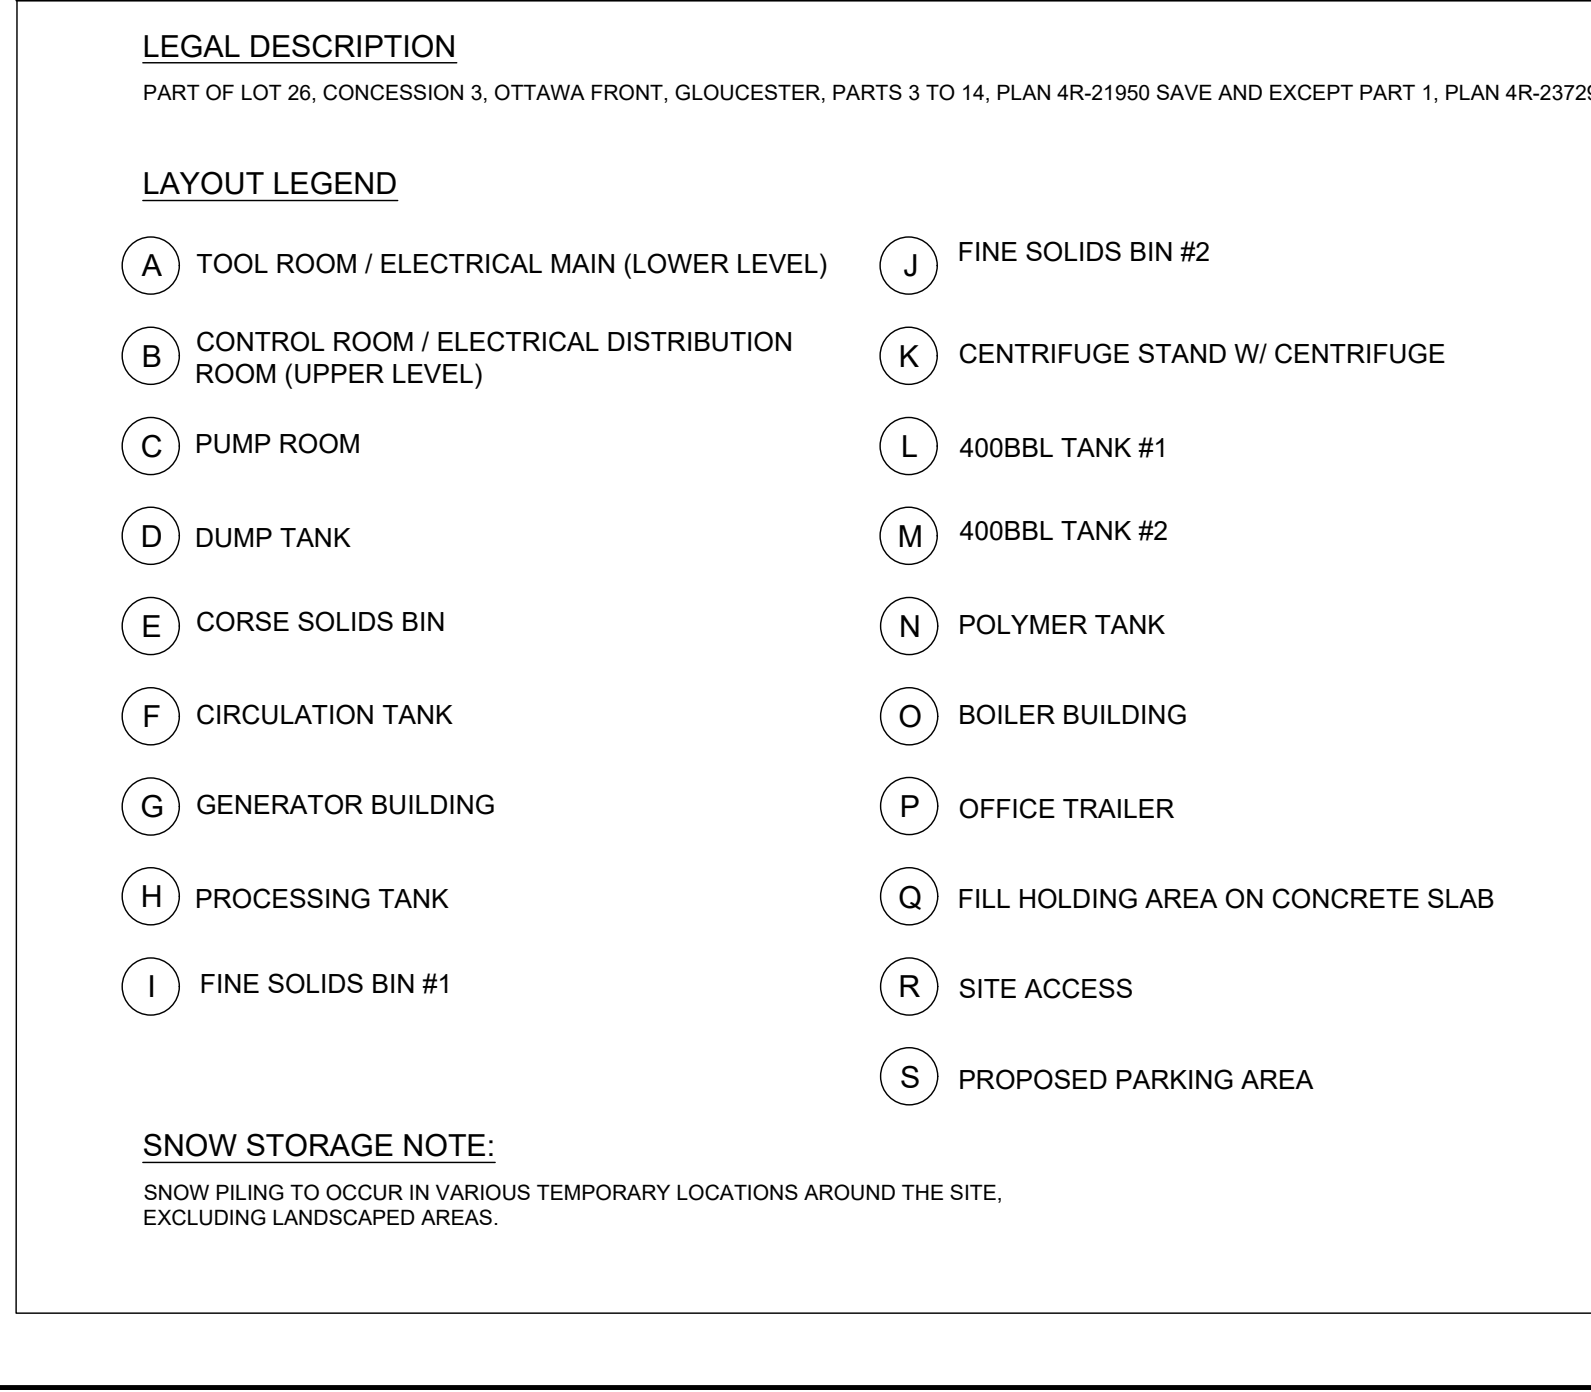 LEGAL DESCRIPTION
PART OF LOT 26, CONCESSION 3, OTTAWA FRONT, GLOUCESTER, PARTS 3 TO 14, PLAN 4R-21950 SAVE AND EXCEPT PART 1, PLAN 4R-23729
LAYOUT LEGEND
A TOOL ROOM / ELECTRICAL MAIN (LOWER LEVEL)
B CONTROL ROOM / ELECTRICAL DISTRIBUTION
ROOM (UPPER LEVEL)
C PUMP ROOM
D DUMP TANK
E CORSE SOLIDS BIN
F CIRCULATION TANK
G GENERATOR BUILDING
H PROCESSING TANK
I FINE SOLIDS BIN #1
J FINE SOLIDS BIN #2
K CENTRIFUGE STAND W/ CENTRIFUGE
L 400BBL TANK #1
M 400BBL TANK #2
N POLYMER TANK
O BOILER BUILDING
P OFFICE TRAILER
Q FILL HOLDING AREA ON CONCRETE SLAB
R SITE ACCESS
S PROPOSED PARKING AREA
SNOW STORAGE NOTE:
SNOW PILING TO OCCUR IN VARIOUS TEMPORARY LOCATIONS AROUND THE SITE,
EXCLUDING LANDSCAPED AREAS.